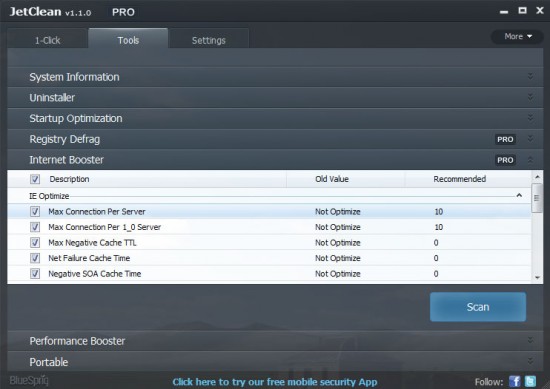 JetClean v1.1.0 PRO
1-Click Tools Settings More
System Information
Uninstaller
Startup Optimization
Registry Defrag PRO
Internet Booster PRO
Description Old Value Recommended
IE Optimize
Max Connection Per Server Not Optimize 10
Max Connection Per 1_0 Server Not Optimize 10
Max Negative Cache TTL Not Optimize 0
Net Failure Cache Time Not Optimize 0
Negative SOA Cache Time Not Optimize 0
Scan
Performance Booster
Portable
BlueSpriq Click here to try our free mobile security App Follow: